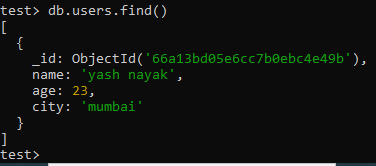 test> db.users.find()
[
  {
    _id: ObjectId('66a13bd05e6cc7b0ebc4e49b'),
    name: 'yash nayak',
    age: 23,
    city: 'mumbai'
  }
]
test>